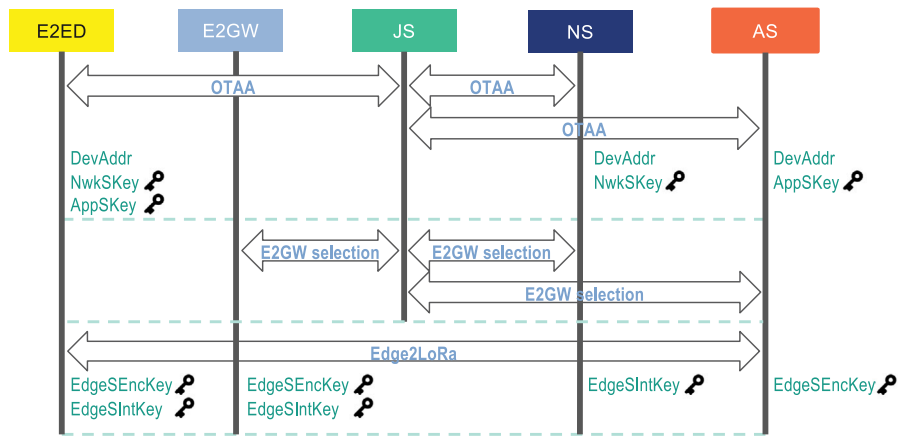 E2ED E2GW JS NS AS
OTAA OTAA
OTAA
DevAddr DevAddr DevAddr
NwkSKey NwkSKey AppSKey
AppSKey
E2GW selection E2GW selection
E2GW selection
Edge2LoRa
EdgeSEncKey EdgeSEncKey EdgeSIntKey EdgeSEncKey
EdgeSIntKey EdgeSIntKey